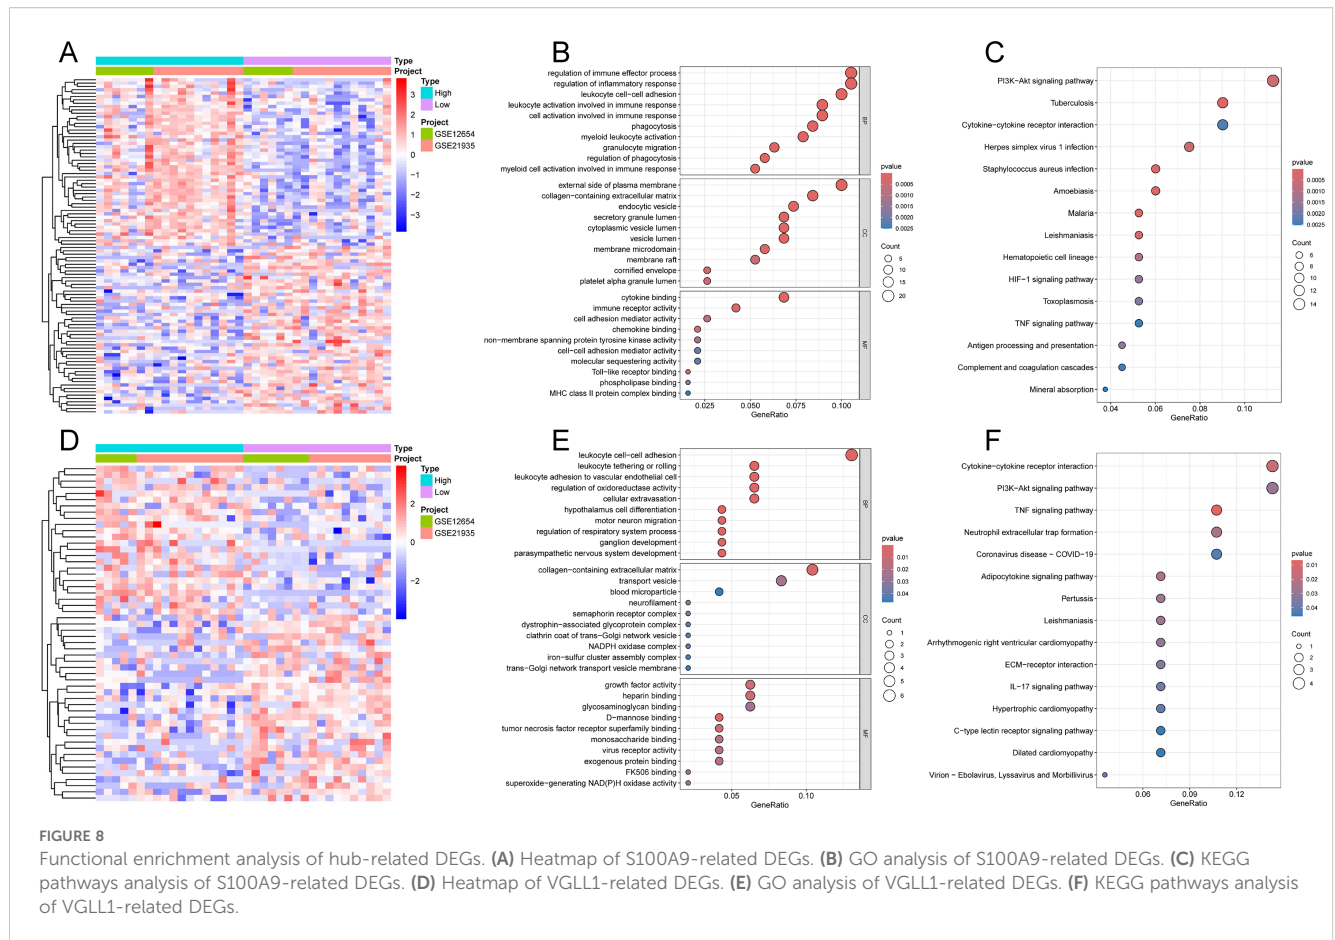 A
Type
Project
3
2
1
0
−1
−2
−3
Type
High
Low
Project
GSE12654
GSE21935
B
regulation of immune effector process
regulation of inflammatory response
leukocyte cell−cell adhesion
leukocyte activation involved in immune response
cell activation involved in immune response
phagocytosis
myeloid leukocyte activation
granulocyte migration
regulation of phagocytosis
myeloid cell activation involved in immune response
BP
external side of plasma membrane
collagen−containing extracellular matrix
endocytic vesicle
secretory granule lumen
cytoplasmic vesicle lumen
vesicle lumen
membrane microdomain
membrane raft
cornified envelope
platelet alpha granule lumen
CC
cytokine binding
immune receptor activity
cell adhesion mediator activity
chemokine binding
non−membrane spanning protein tyrosine kinase activity
cell−cell adhesion mediator activity
molecular sequestering activity
Toll−like receptor binding
phospholipase binding
MHC class II protein complex binding
MF
0.025 0.050 0.075 0.100
GeneRatio
pvalue
0.0005
0.0010
0.0015
0.0020
0.0025
Count
5
10
15
20
C
PI3K−Akt signaling pathway
Tuberculosis
Cytokine−cytokine receptor interaction
Herpes simplex virus 1 infection
Staphylococcus aureus infection
Amoebiasis
Malaria
Leishmaniasis
Hematopoietic cell lineage
HIF−1 signaling pathway
Toxoplasmosis
TNF signaling pathway
Antigen processing and presentation
Complement and coagulation cascades
Mineral absorption
0.04 0.06 0.08 0.10
GeneRatio
pvalue
0.0005
0.0010
0.0015
0.0020
0.0025
Count
6
8
10
12
14
D
Type
Project
2
0
−2
Type
High
Low
Project
GSE12654
GSE21935
E
leukocyte cell−cell adhesion
leukocyte tethering or rolling
leukocyte adhesion to vascular endothelial cell
regulation of oxidoreductase activity
cellular extravasation
hypothalamus cell differentiation
motor neuron migration
regulation of respiratory system process
ganglion development
parasympathetic nervous system development
BP
collagen−containing extracellular matrix
transport vesicle
blood microparticle
neurofilament
semaphorin receptor complex
dystrophin−associated glycoprotein complex
clathrin coat of trans−Golgi network vesicle
NADPH oxidase complex
iron−sulfur cluster assembly complex
trans−Golgi network transport vesicle membrane
CC
growth factor activity
heparin binding
glycosaminoglycan binding
D−mannose binding
tumor necrosis factor receptor superfamily binding
monosaccharide binding
virus receptor activity
exogenous protein binding
FK506 binding
superoxide−generating NAD(P)H oxidase activity
MF
0.05 0.10
GeneRatio
pvalue
0.01
0.02
0.03
0.04
Count
1
2
3
4
5
6
F
Cytokine−cytokine receptor interaction
PI3K−Akt signaling pathway
TNF signaling pathway
Neutrophil extracellular trap formation
Coronavirus disease − COVID−19
Adipocytokine signaling pathway
Pertussis
Leishmaniasis
Arrhythmogenic right ventricular cardiomyopathy
ECM−receptor interaction
IL−17 signaling pathway
Hypertrophic cardiomyopathy
C−type lectin receptor signaling pathway
Dilated cardiomyopathy
Virion − Ebolavirus, Lyssavirus and Morbillivirus
0.06 0.09 0.12
GeneRatio
pvalue
0.01
0.02
0.03
0.04
Count
1
2
3
4
FIGURE 8
Functional enrichment analysis of hub-related DEGs. (A) Heatmap of S100A9-related DEGs. (B) GO analysis of S100A9-related DEGs. (C) KEGG
pathways analysis of S100A9-related DEGs. (D) Heatmap of VGLL1-related DEGs. (E) GO analysis of VGLL1-related DEGs. (F) KEGG pathways analysis
of VGLL1-related DEGs.